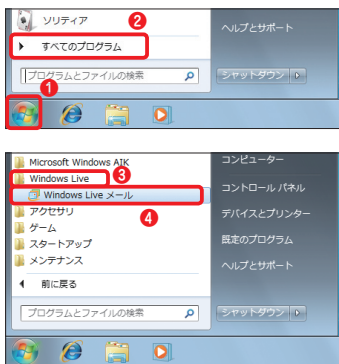 ソリティア
2
ヘルプとサポート
すべてのプログラム
プログラムとファイルの検索
シャットダウン
1
Microsoft Windows AIK
コンピューター
Windows Live
3
Windows Live メール
コントロール パネル
アクセサリ
4
デバイスとプリンター
ゲーム
スタートアップ
既定のプログラム
メンテナンス
ヘルプとサポート
前に戻る
プログラムとファイルの検索
シャットダウン